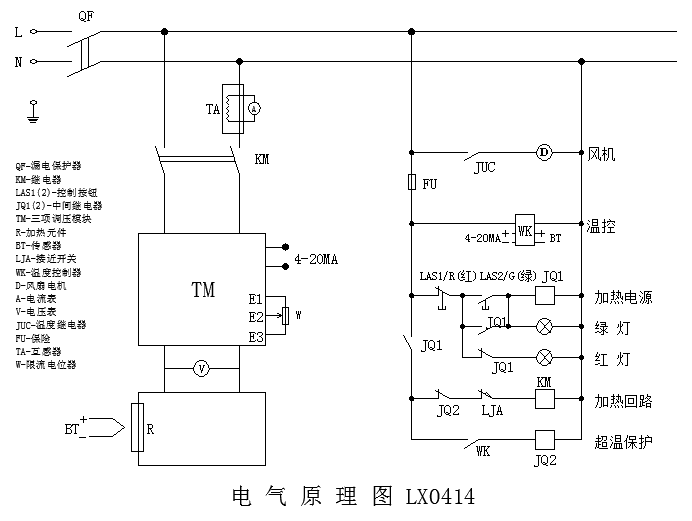 QF
L
N
TA
A
KM
QF-漏电保护器
KM-继电器
LAS1(2)-控制按钮
JQ1(2)-中间继电器
TM-三项调压模块
R-加热元件
BT-传感器
LJA-接近开关
WK-温度控制器
D-风扇电机
A-电流表
V-电压表
JUC-温度继电器
FU-保险
TA-互感器
W-限流电位器
TM
4-20MA
E1
E2
E3
W
V
BT
+
−
R
JUC
D
风机
FU
4-20MA
+
−
WK
+
−
BT
温控
LAS1/R(红)
LAS2/G(绿)
JQ1
加热电源
JQ1
绿 灯
JQ1
JQ1
红 灯
JQ2
LJA
KM
加热回路
WK
JQ2
超温保护
电 气 原 理 图 LX0414